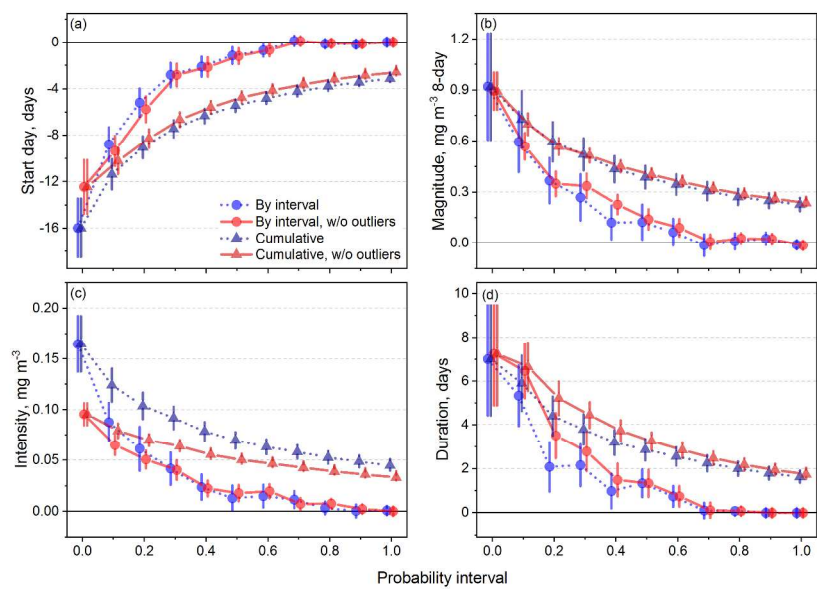 (a)
0
-4
-8
-12
-16
Start day, days
By interval
By interval, w/o outliers
Cumulative
Cumulative, w/o outliers
(b)
1.2
0.9
0.6
0.3
0.0
Magnitude, mg m⁻³ 8-day
(c)
0.20
0.15
0.10
0.05
0.00
Intensity, mg m⁻³
0.0 0.2 0.4 0.6 0.8 1.0
(d)
10
8
6
4
2
0
Duration, days
0.0 0.2 0.4 0.6 0.8 1.0
Probability interval